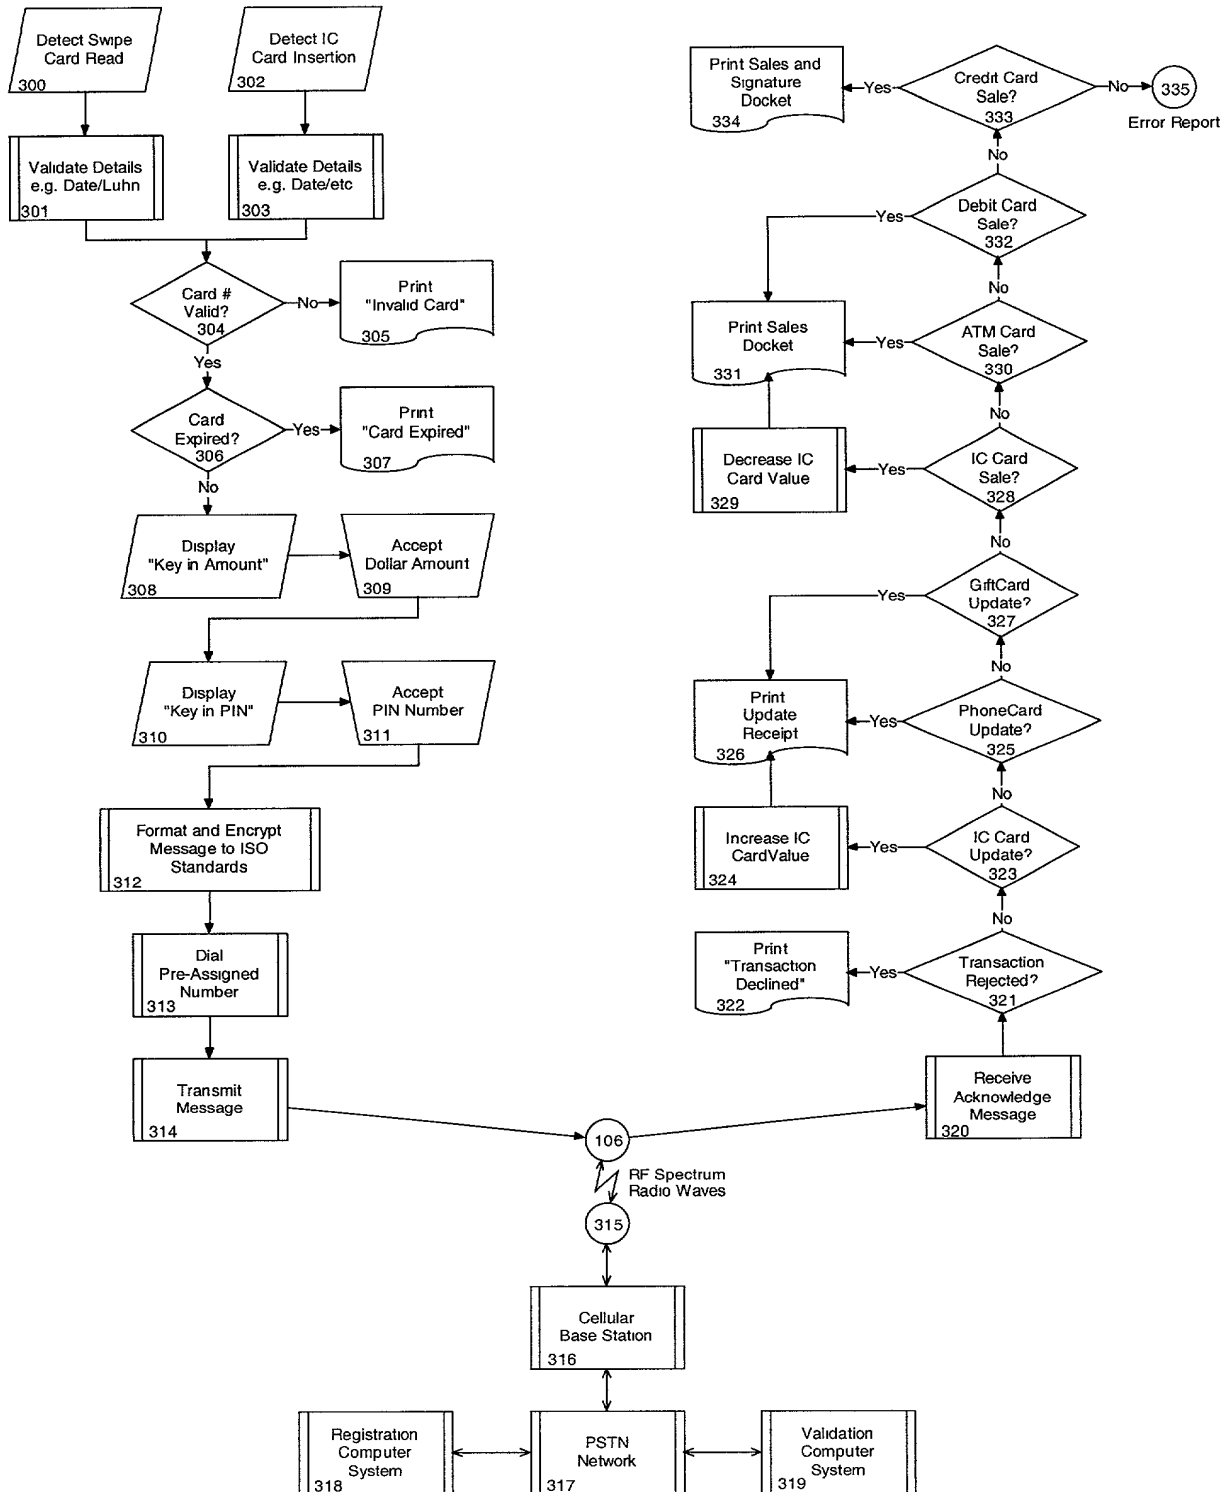 Detect Swipe
Card Read
300
Detect IC
Card Insertion
302
Validate Details
e.g. Date/Luhn
301
Validate Details
e.g. Date/etc
303
Card #
Valid?
304
No
Print
"Invalid Card"
305
Yes
Card
Expired?
306
Yes
Print
"Card Expired"
307
No
Display
"Key in Amount"
308
Accept
Dollar Amount
309
Display
"Key in PIN"
310
Accept
PIN Number
311
Format and Encrypt
Message to ISO
Standards
312
Dial
Pre-Assigned
Number
313
Transmit
Message
314
106
RF Spectrum
Radio Waves
315
Cellular
Base Station
316
Registration
Computer
System
318
PSTN
Network
317
Validation
Computer
System
319
Receive
Acknowledge
Message
320
Transaction
Rejected?
321
Yes
Print
"Transaction
Declined"
322
No
IC Card
Update?
323
Yes
Increase IC
CardValue
324
No
PhoneCard
Update?
325
Yes
Print
Update
Receipt
326
No
GiftCard
Update?
327
Yes
No
IC Card
Sale?
328
Yes
Decrease IC
Card Value
329
No
ATM Card
Sale?
330
Yes
Print Sales
Docket
331
No
Debit Card
Sale?
332
Yes
No
Credit Card
Sale?
333
Yes
Print Sales and
Signature
Docket
334
No
335
Error Report